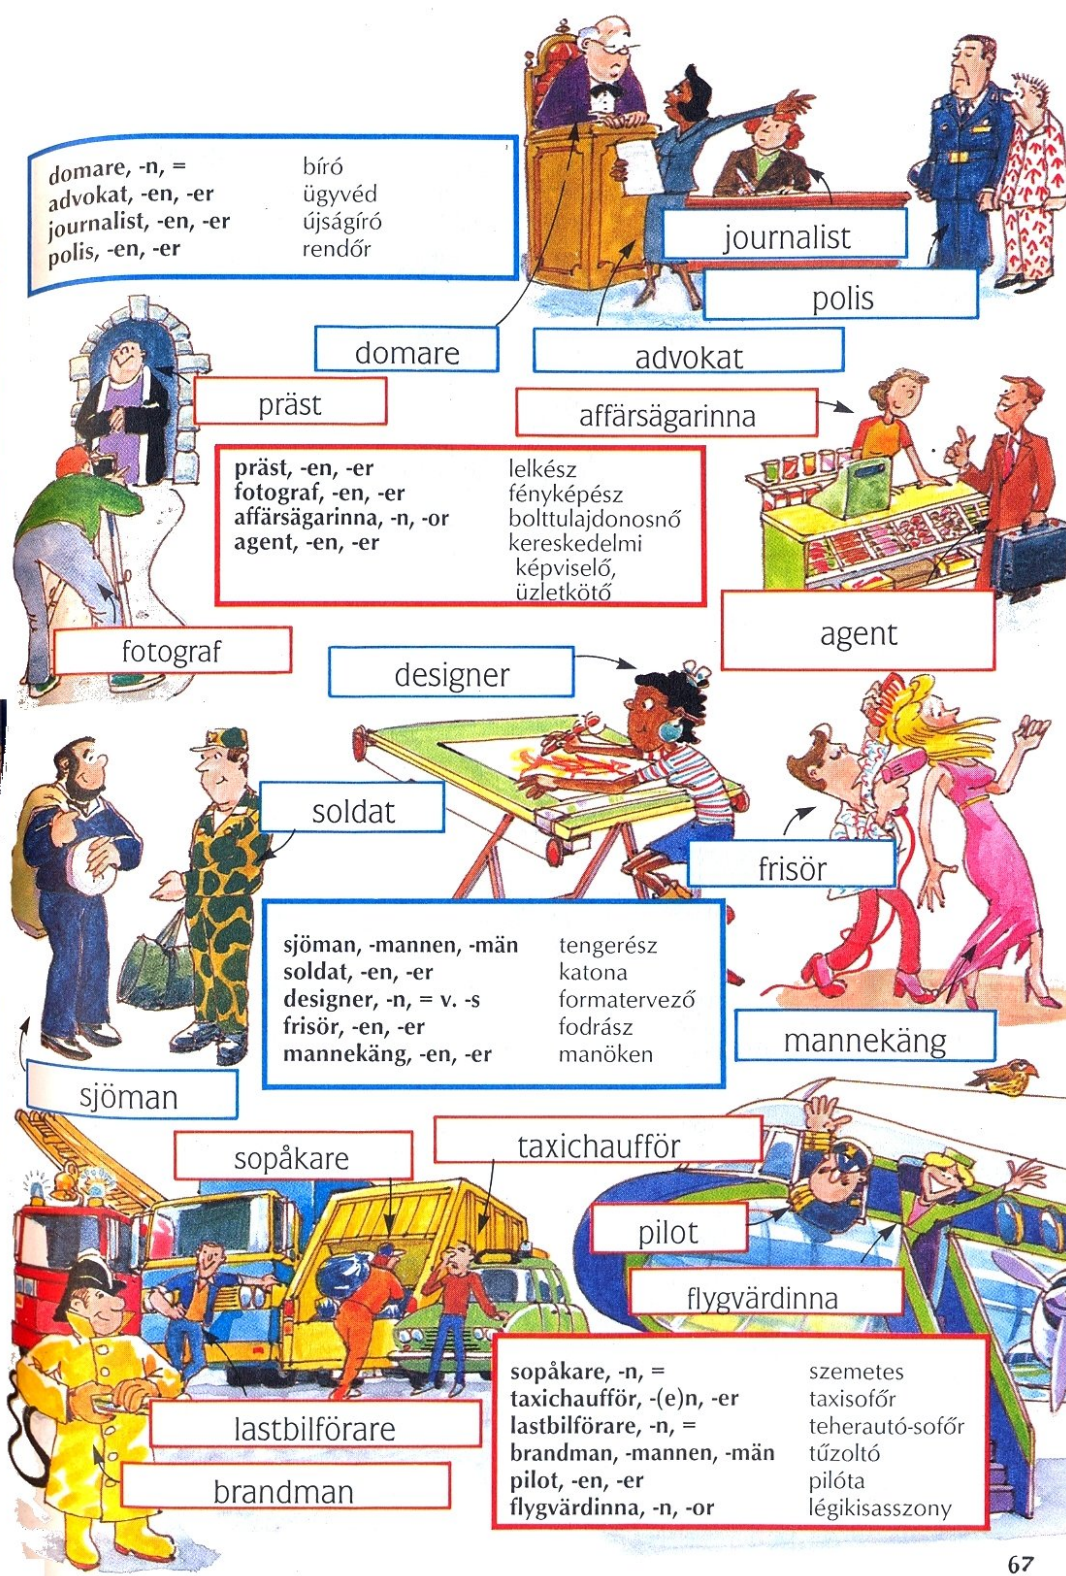 domare, -n, = bíró
advokat, -en, -er ügyvéd
journalist, -en, -er újságíró
polis, -en, -er rendőr
journalist
polis
domare
advokat
präst
affärsägarinna
präst, -en, -er lelkész
fotograf, -en, -er fényképész
affärsägarinna, -n, -or bolttulajdonosnő
agent, -en, -er kereskedelmi
képviselő,
üzletkötő
agent
fotograf
designer
soldat
frisör
sjöman, -mannen, -män tengerész
soldat, -en, -er katona
designer, -n, = v. -s formatervező
frisör, -en, -er fodrász
mannekäng, -en, -er manöken
mannekäng
sjöman
sopåkare
taxichaufför
pilot
flygvärdinna
sopåkare, -n, = szemetes
taxichaufför, -(e)n, -er taxisofőr
lastbilförare, -n, = teherautó-sofőr
brandman, -mannen, -män tűzoltó
pilot, -en, -er pilóta
flygvärdinna, -n, -or légikisasszony
lastbilförare
brandman
67